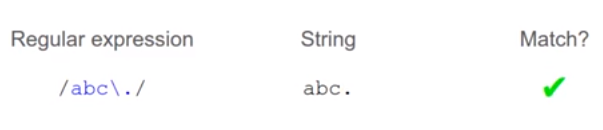 Regular expression String Match?
/abc\./ abc. ✔